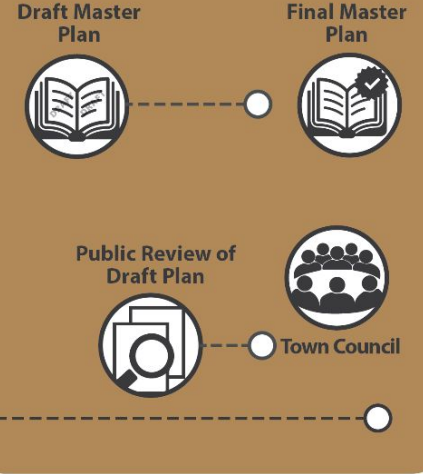 Draft Master
Plan
Final Master
Plan
Public Review of
Draft Plan
Town Council